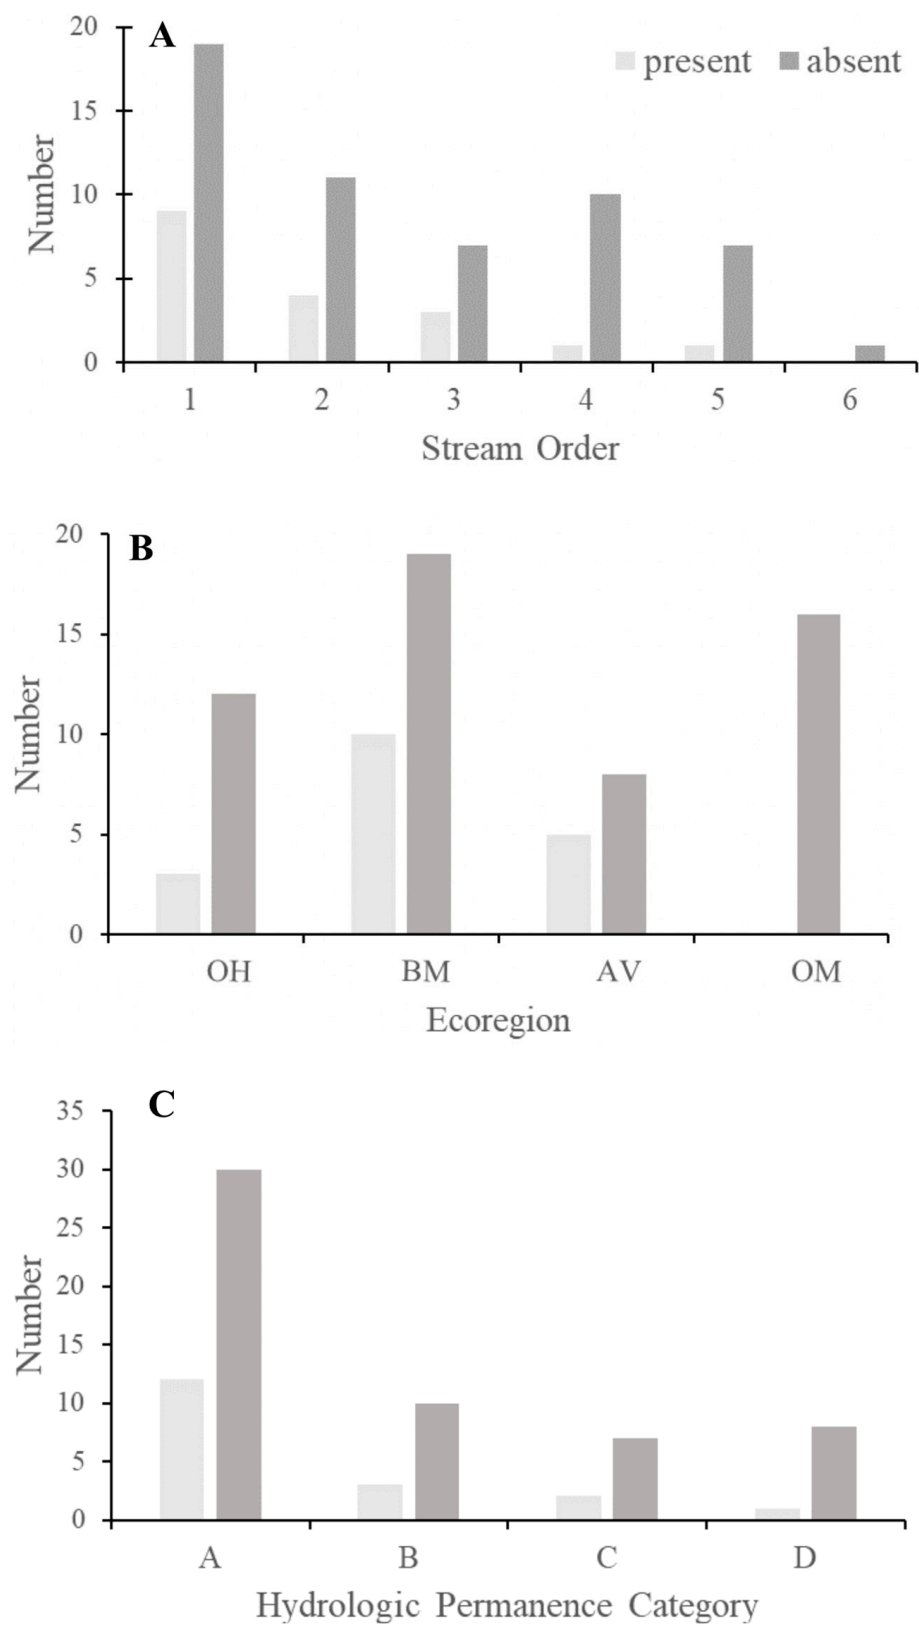 A
present absent
20
15
10
5
0
Number
1 2 3 4 5 6
Stream Order
B
20
15
10
5
0
Number
OH BM AV OM
Ecoregion
C
35
30
25
20
15
10
5
0
Number
A B C D
Hydrologic Permanence Category